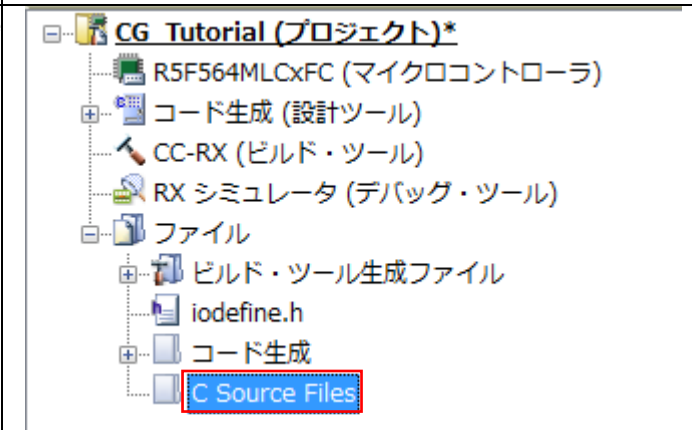 CG_Tutorial (プロジェクト)*
R5F564MLCxFC (マイクロコントローラ)
コード生成 (設計ツール)
CC-RX (ビルド・ツール)
RX シミュレータ (デバッグ・ツール)
ファイル
ビルド・ツール生成ファイル
iodefine.h
コード生成
C Source Files